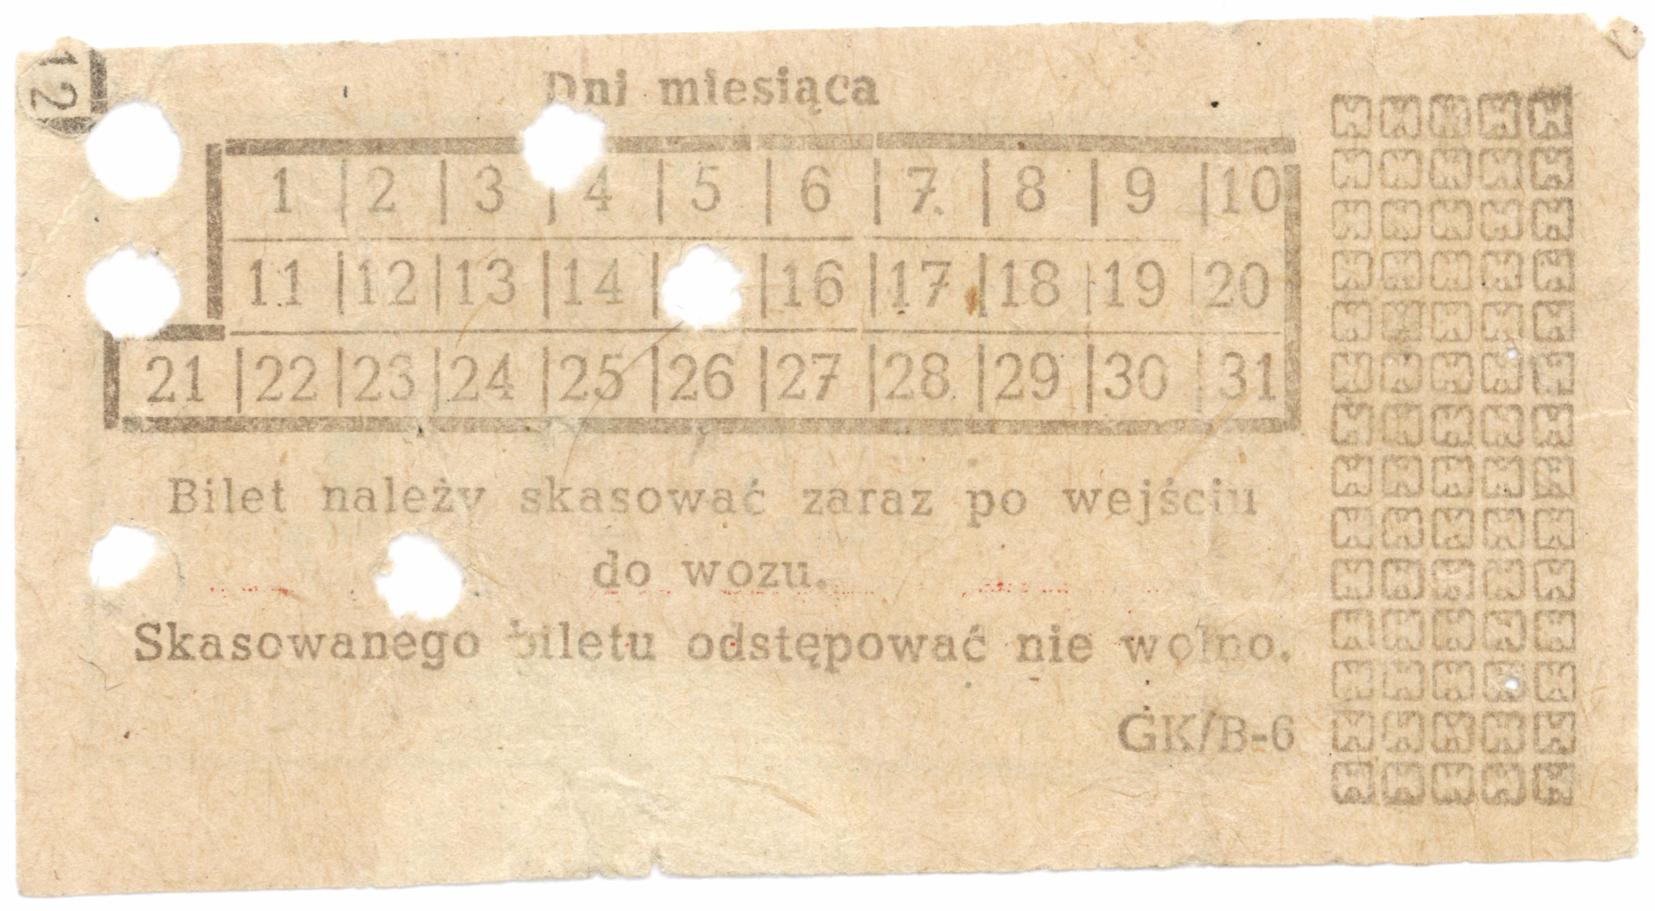 12
Dni miesiąca
1 | 2 | 3 | 4 | 5 | 6 | 7 | 8 | 9 | 10
11 | 12 | 13 | 14 | | 16 | 17 | 18 | 19 | 20
21 | 22 | 23 | 24 | 25 | 26 | 27 | 28 | 29 | 30 | 31
Bilet należy skasować zaraz po wejściu
do wozu.
Skasowanego biletu odstępować nie wolno.
GK/B-6